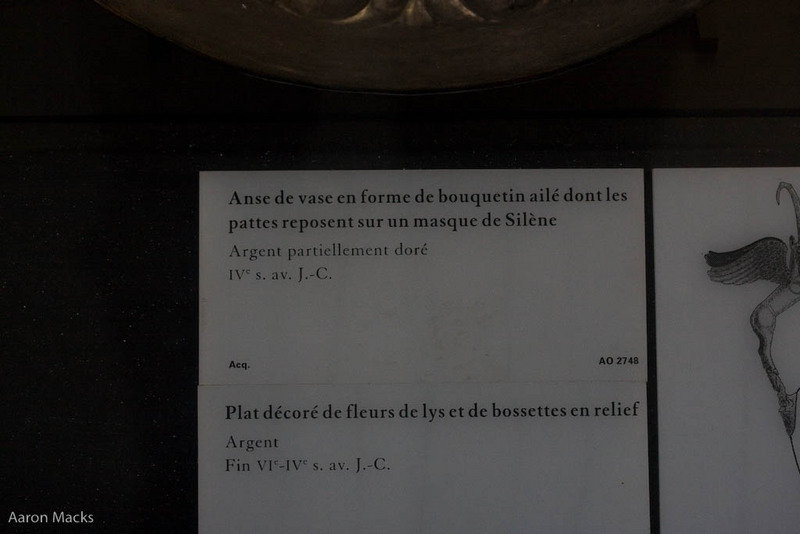 Anse de vase en forme de bouquetin ailé dont les
pattes reposent sur un masque de Silène
Argent partiellement doré
IVᵉ s. av. J.-C.
Acq. AO 2748
Plat décoré de fleurs de lys et de bossettes en relief
Argent
Fin VIᵉ-IVᵉ s. av. J.-C.
Aaron Macks